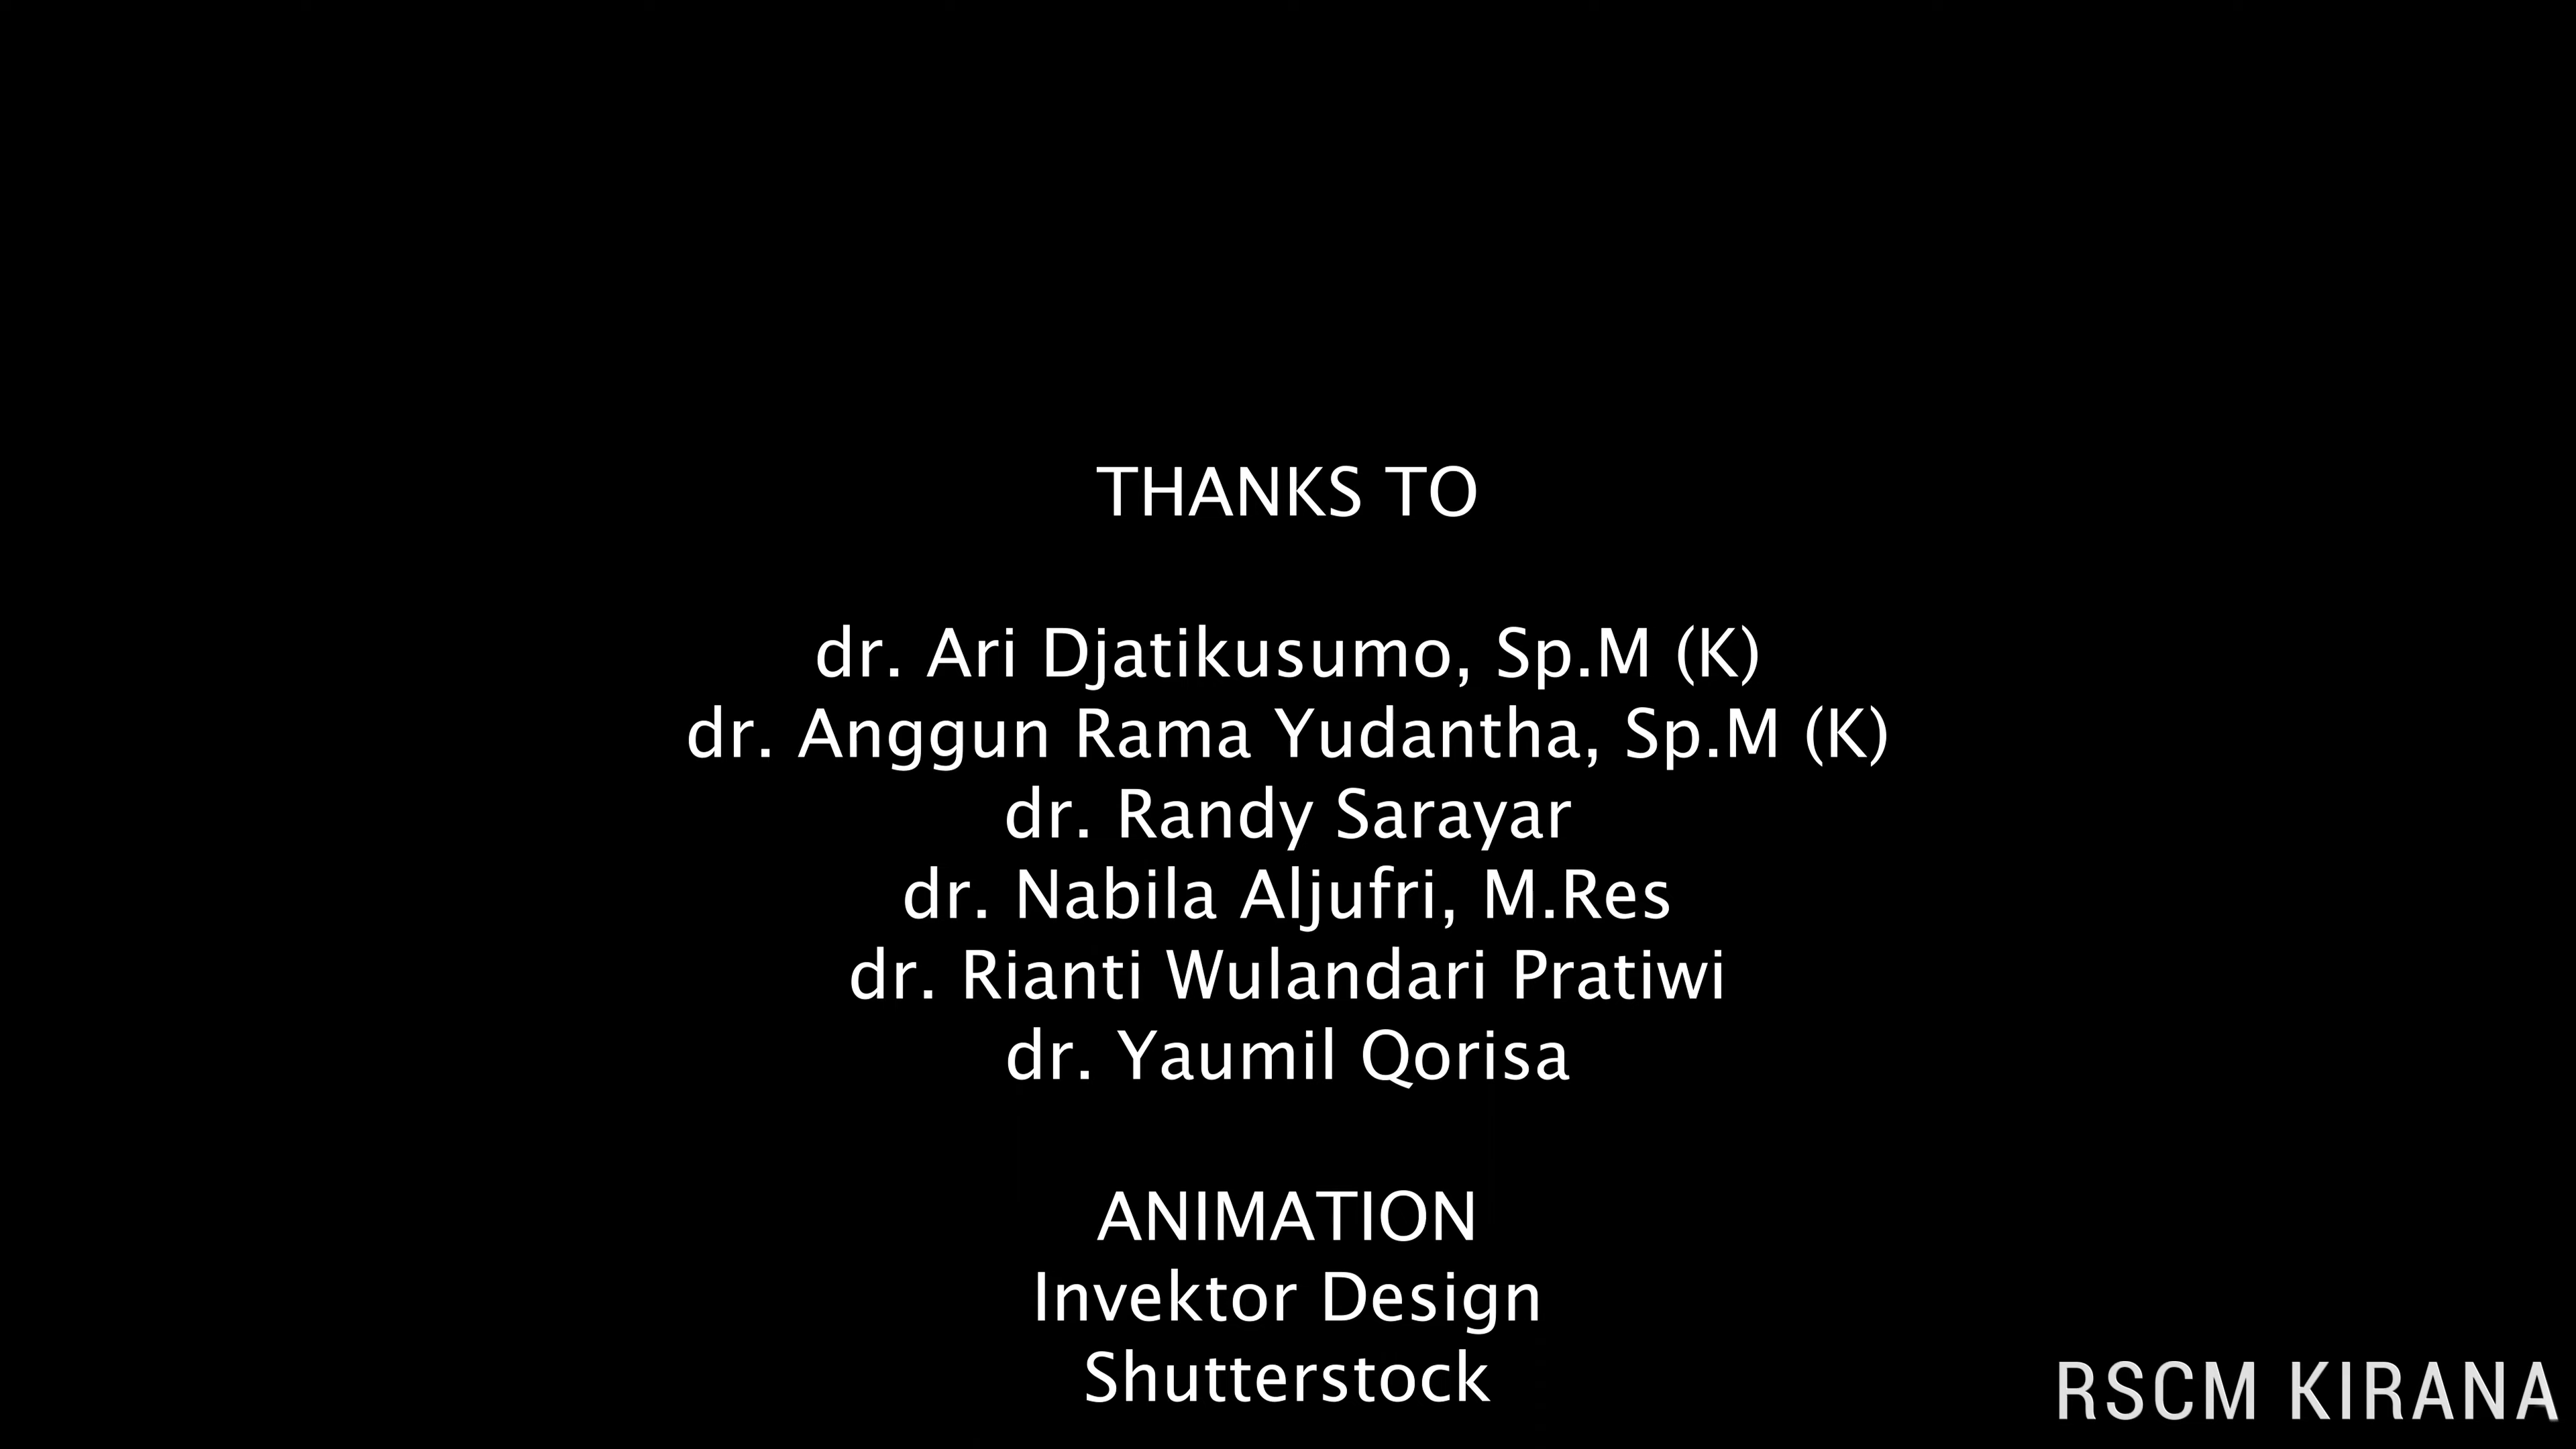 THANKS TO
dr. Ari Djatikusumo, Sp.M (K)
dr. Anggun Rama Yudantha, Sp.M (K)
dr. Randy Sarayar
dr. Nabila Aljufri, M.Res
dr. Rianti Wulandari Pratiwi
dr. Yaumil Qorisa
ANIMATION
Invektor Design
Shutterstock
RSCM KIRANA